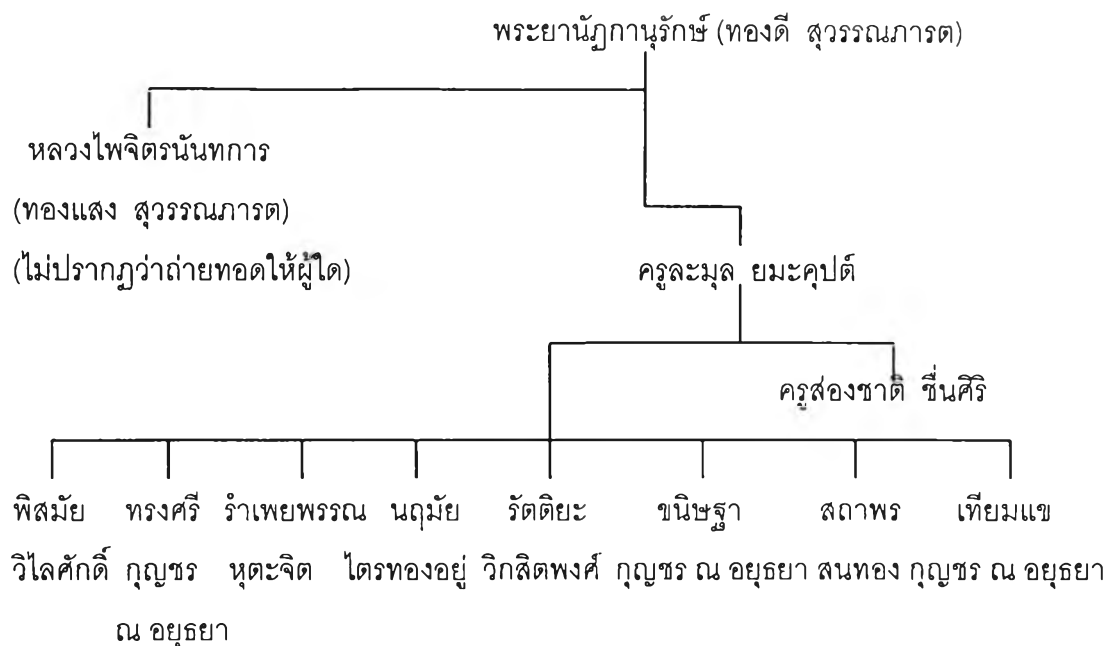 พระยานัฏกานุรักษ์ (ทองดี สุวรรณภารต)
หลวงไพจิตรนันทการ
(ทองแสง สุวรรณภารต)
(ไม่ปรากฏว่าถ่ายทอดให้ผู้ใด)
ครูละมุล ยมะคุปต์
ครูส่องชาติ ชื่นศิริ
พิสมัย ทรงศรี รำเพยพรรณ นฤมัย รัตติยะ ขนิษฐา สถาพร เทียมแข
วิไลศักดิ์ กุญชร หุตะจิต ไตรทองอยู่ วิกสิตพงศ์ กุญชร ณ อยุธยา สนทอง กุญชร ณ อยุธยา
ณ อยุธยา